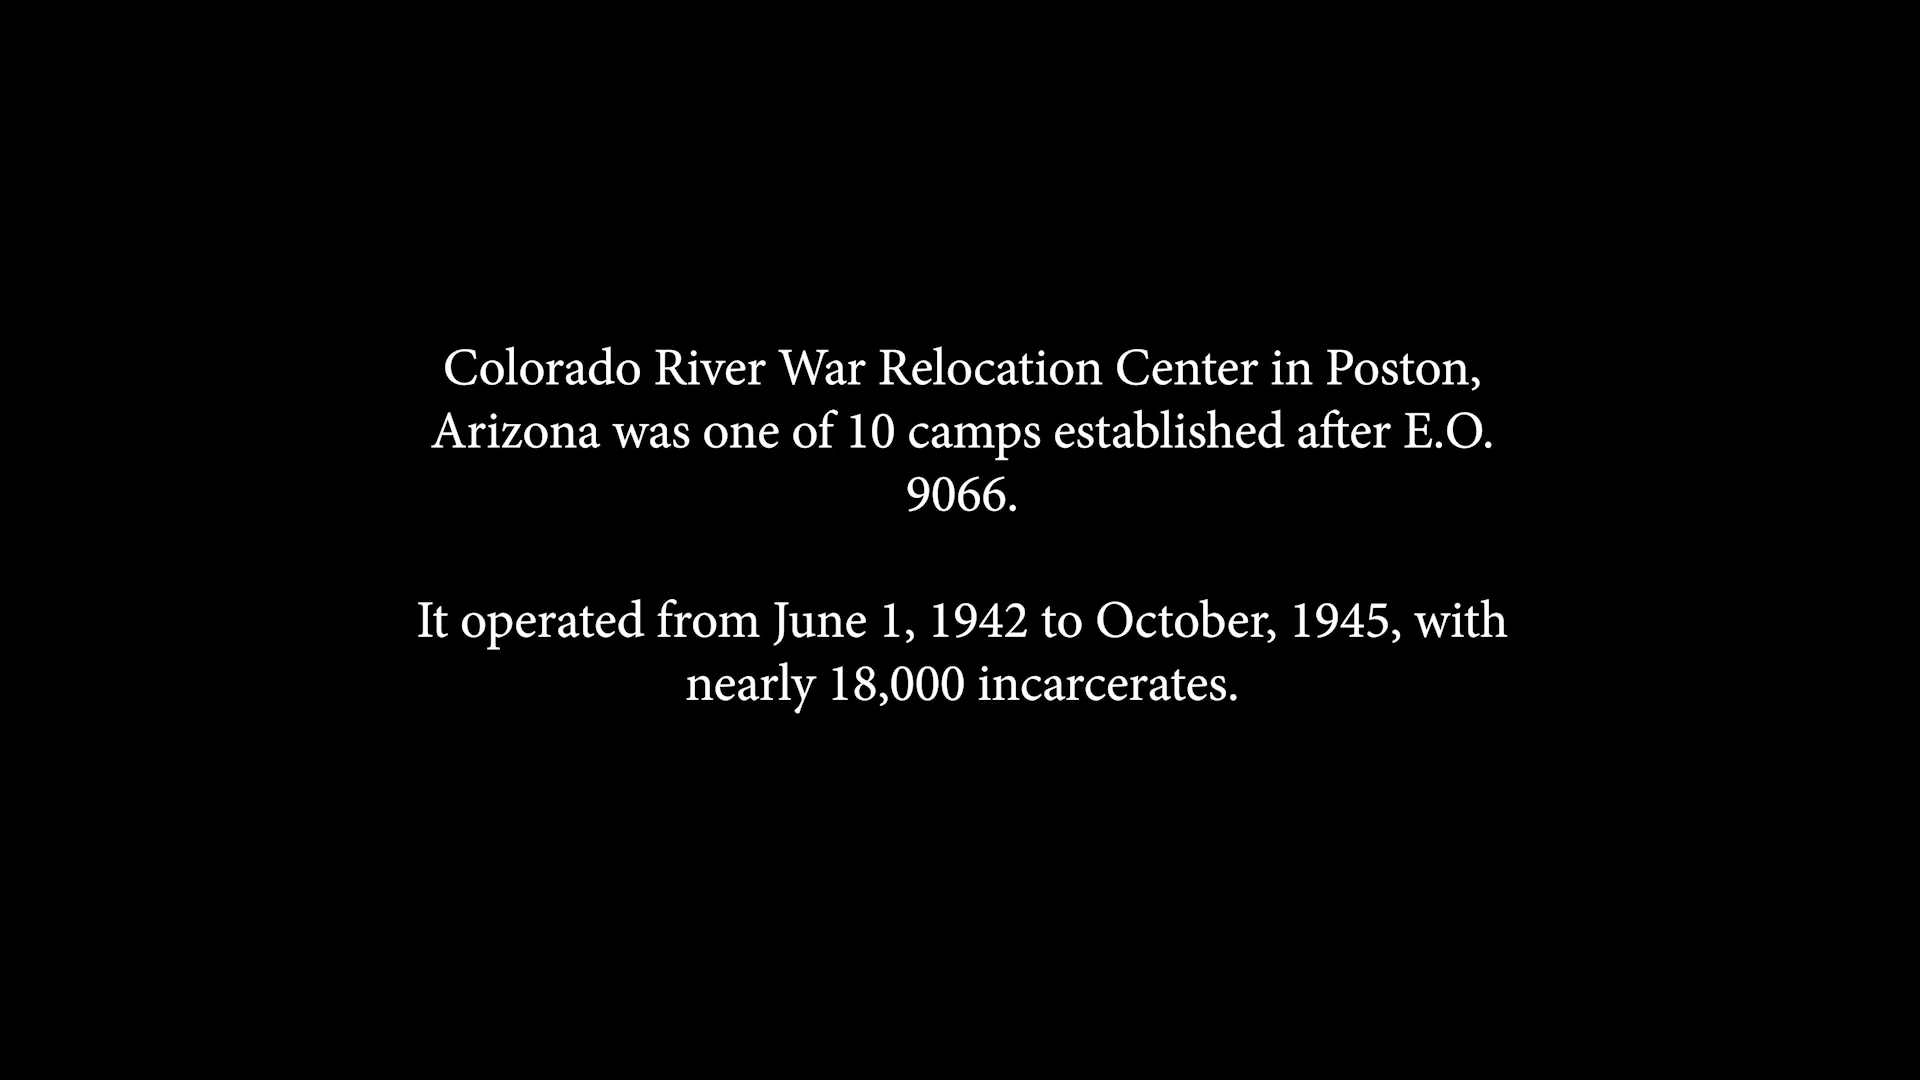 Colorado River War Relocation Center in Poston,
Arizona was one of 10 camps established after E.O.
9066.
It operated from June 1, 1942 to October, 1945, with
nearly 18,000 incarcerates.